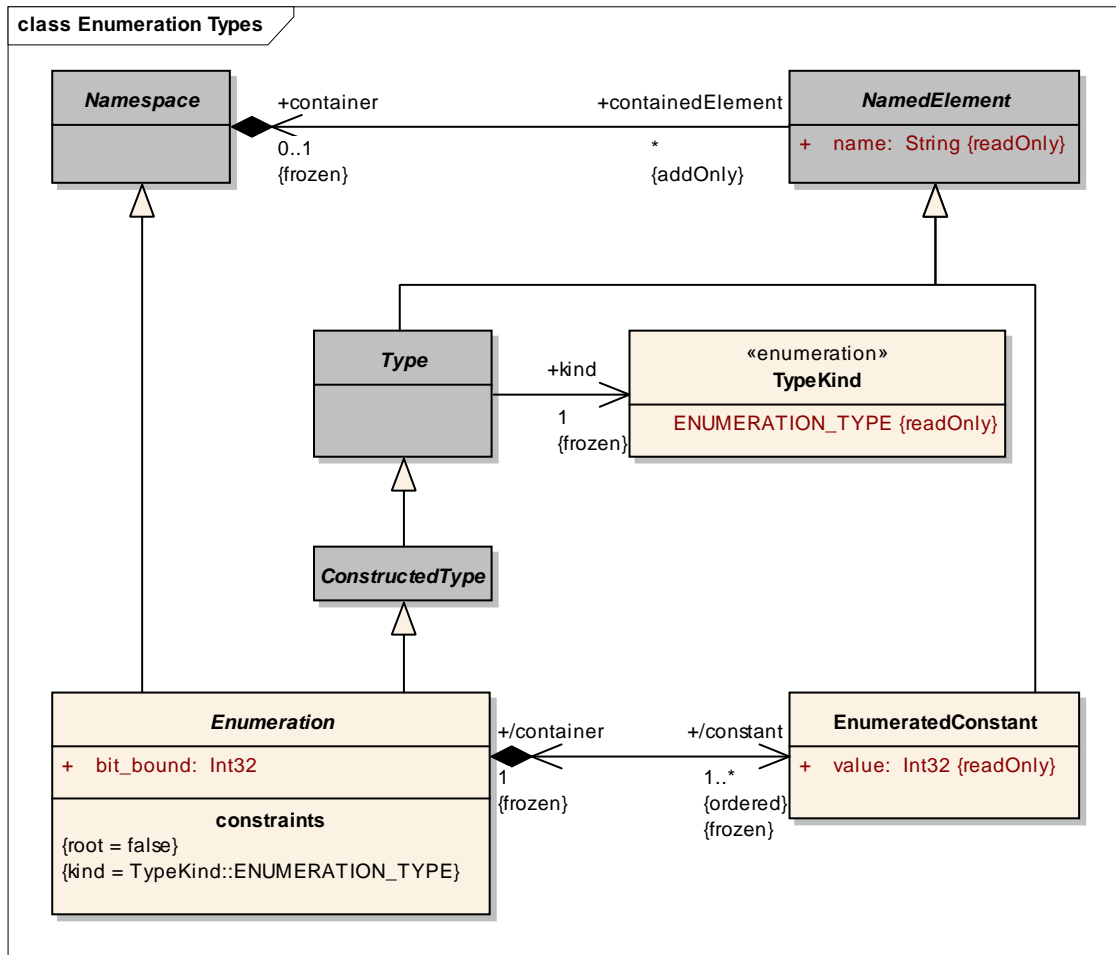 class Enumeration Types
Namespace
+container
+containedElement
NamedElement
+ name: String {readOnly}
0..1
{frozen}
*
{addOnly}
Type
+kind
1
{frozen}
«enumeration»
TypeKind
ENUMERATION_TYPE {readOnly}
ConstructedType
Enumeration
+ bit_bound: Int32
constraints
{root = false}
{kind = TypeKind::ENUMERATION_TYPE}
+/container
1
{frozen}
+/constant
1..*
{ordered}
{frozen}
EnumeratedConstant
+ value: Int32 {readOnly}